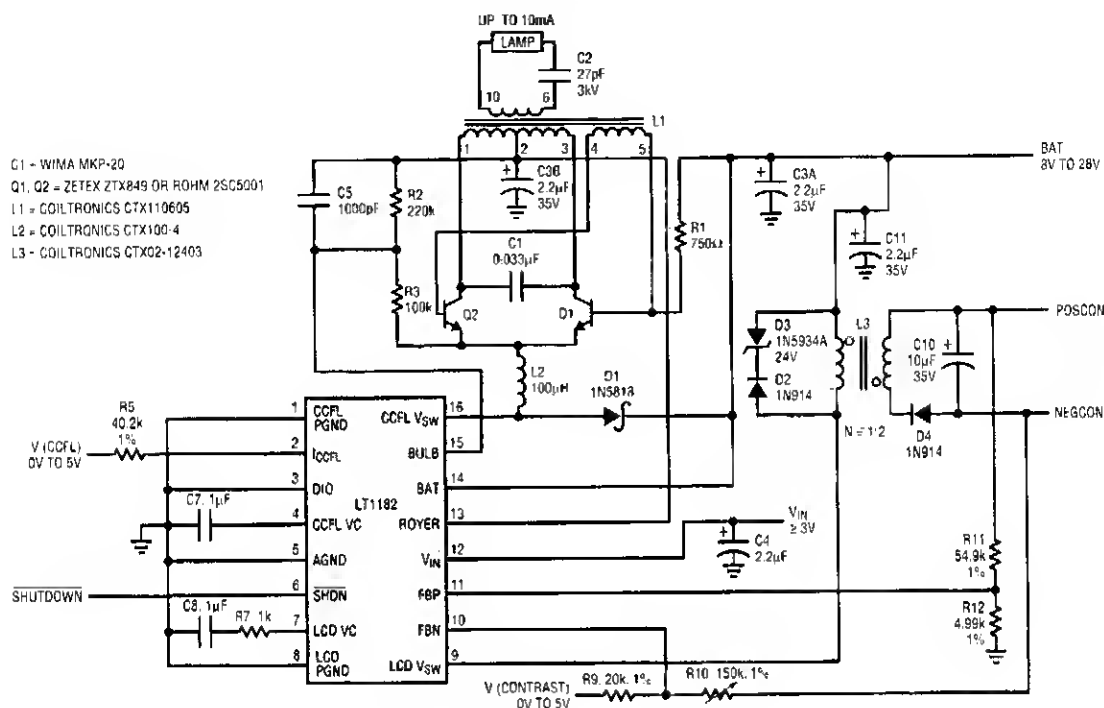 UP TO 10mA
LAMP
C2
27pF
3kV
10
6
L1
1
2
3
4
5
C1 - WIMA MKP-20
Q1, Q2 = ZETEX ZTX849 OR ROHM 2SC5001
L1 = COILTRONICS CTX110605
L2 = COILTRONICS CTX100-4
L3 - COILTRONICS CTX02-12403
C5
1000pF
R2
220k
C3B
2.2µF
35V
R1
750Ω
C3A
2.2µF
35V
BAT
8V TO 28V
C11
2.2µF
35V
C1
0.033µF
R3
100k
Q2
Q1
D3
1N5934A
24V
D2
1N914
L3
N = 1:2
C10
10µF
35V
POSCON
NEGCON
D4
1N914
L2
100µH
D1
1N5818
R5
40.2k
1%
V (CCFL)
0V TO 5V
1
CCFL
PGND
2
ICCFL
3
DIO
4
CCFL VC
5
AGND
6
SHDN
7
LCD VC
8
LCD
PGND
LT1182
16
CCFL VSW
15
BULB
14
BAT
13
ROYER
12
VIN
11
FBP
10
FBN
9
LCD VSW
C7, 1µF
SHUTDOWN
C8, 1µF
R7, 1k
VIN
≥ 3V
C4
2.2µF
R11
54.9k
1%
R12
4.99k
1%
V (CONTRAST)
0V TO 5V
R9, 20k, 1%
R10, 150k, 1%